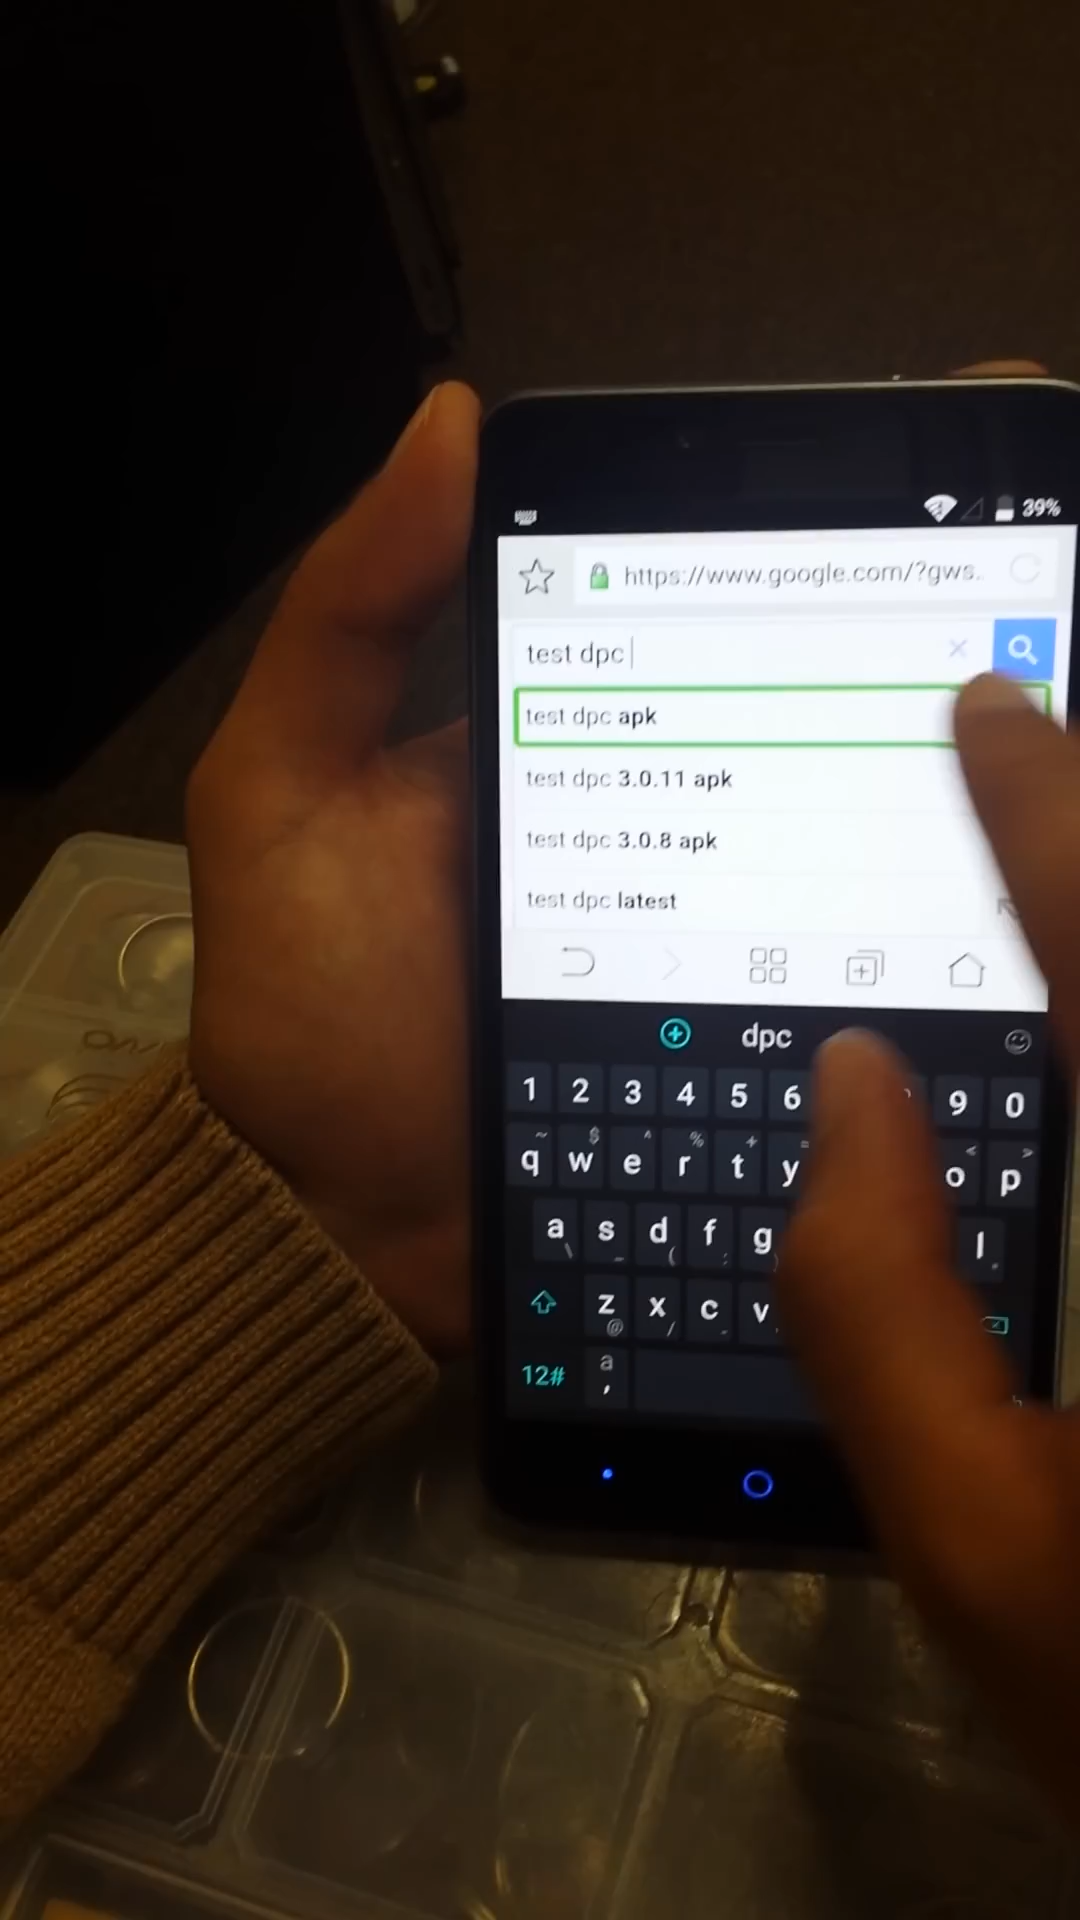 39%
https://www.google.com/?gws..
test dpc
test dpc apk
test dpc 3.0.11 apk
test dpc 3.0.8 apk
test dpc latest
dpc
1 2 3 4 5 6 9 0
~ $ ^ % + = < >
q w e r t y o p
a s d f g l
\ _ ( ; ) .
z x c v
@ /
12# a ,